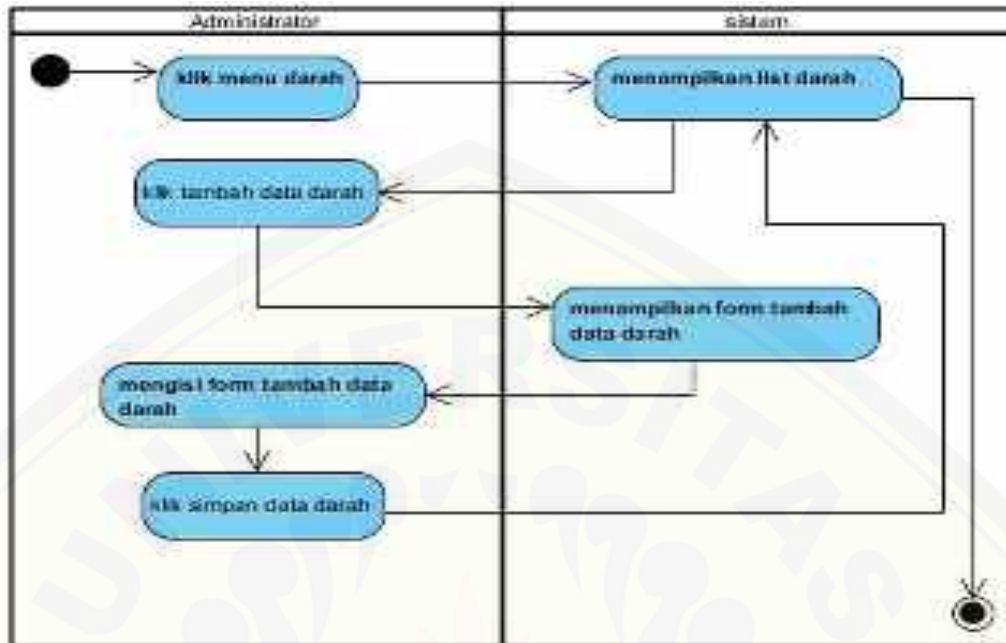 Administrator
sistem
klik menu darah
menampilkan list darah
klik tambah data darah
menampilkan form tambah
data darah
mengisi form tambah data
darah
klik simpan data darah
UNIVERSITAS